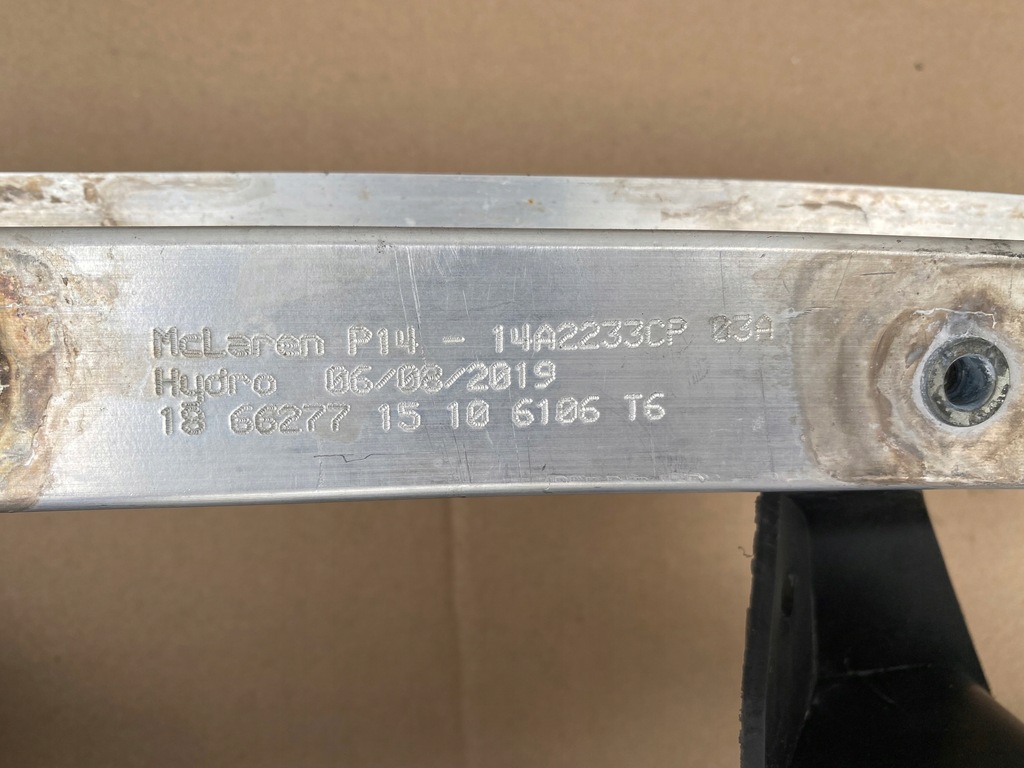 McLaren P14 - 14A2233CP 03A
Hydro 06/08/2019
18 66277 15 10 6106 T6